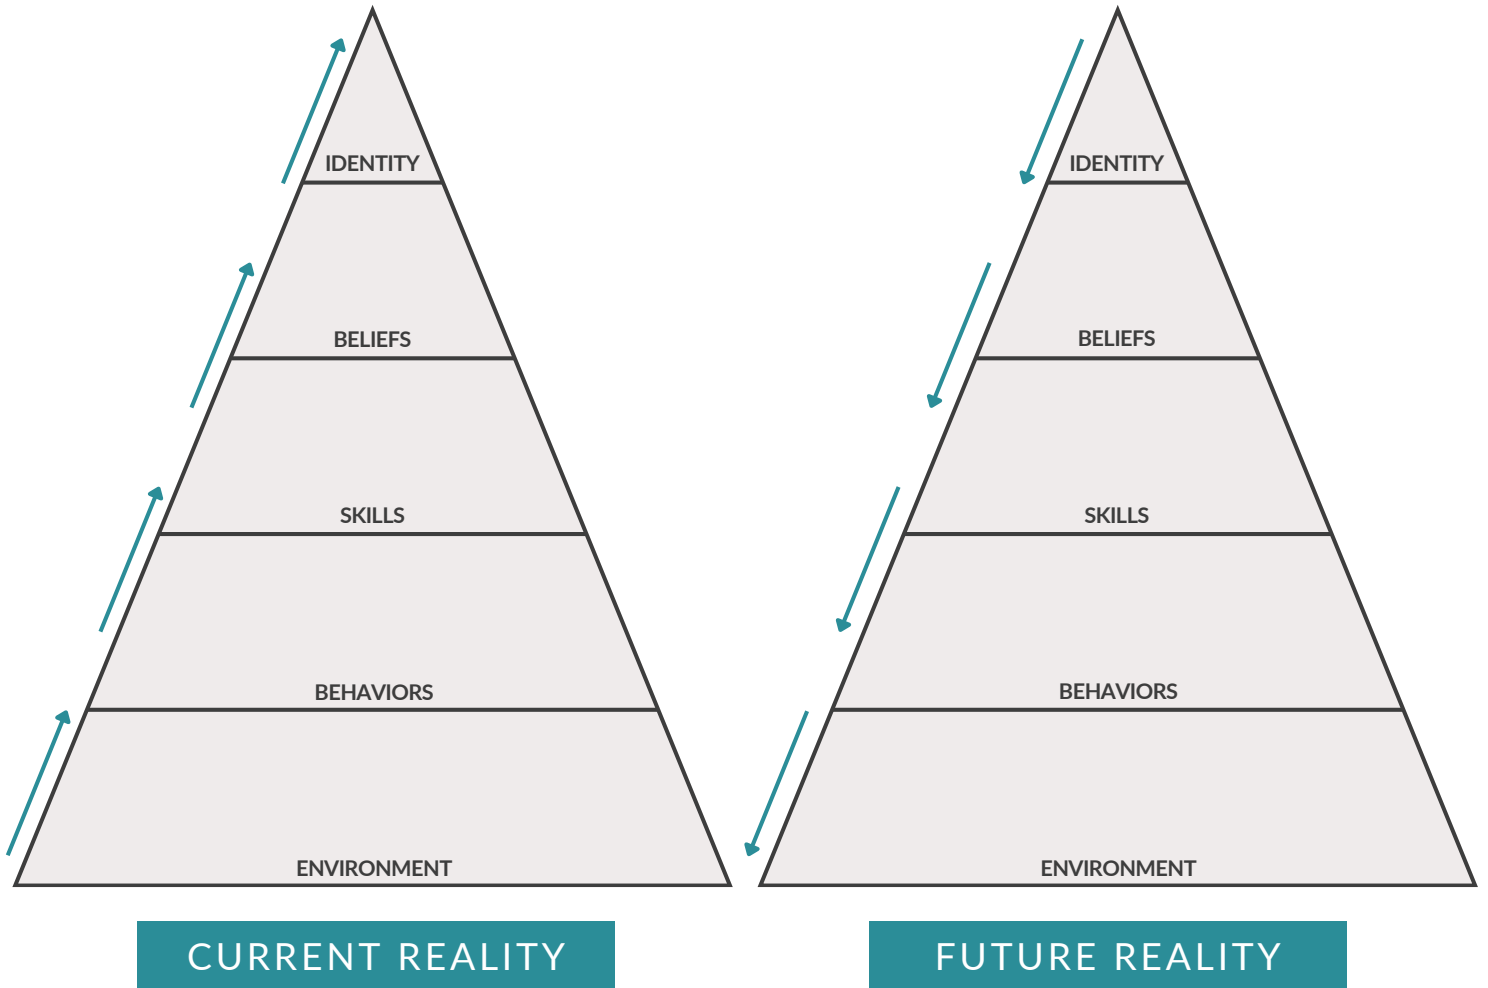 IDENTITY
BELIEFS
SKILLS
BEHAVIORS
ENVIRONMENT
CURRENT REALITY
IDENTITY
BELIEFS
SKILLS
BEHAVIORS
ENVIRONMENT
FUTURE REALITY